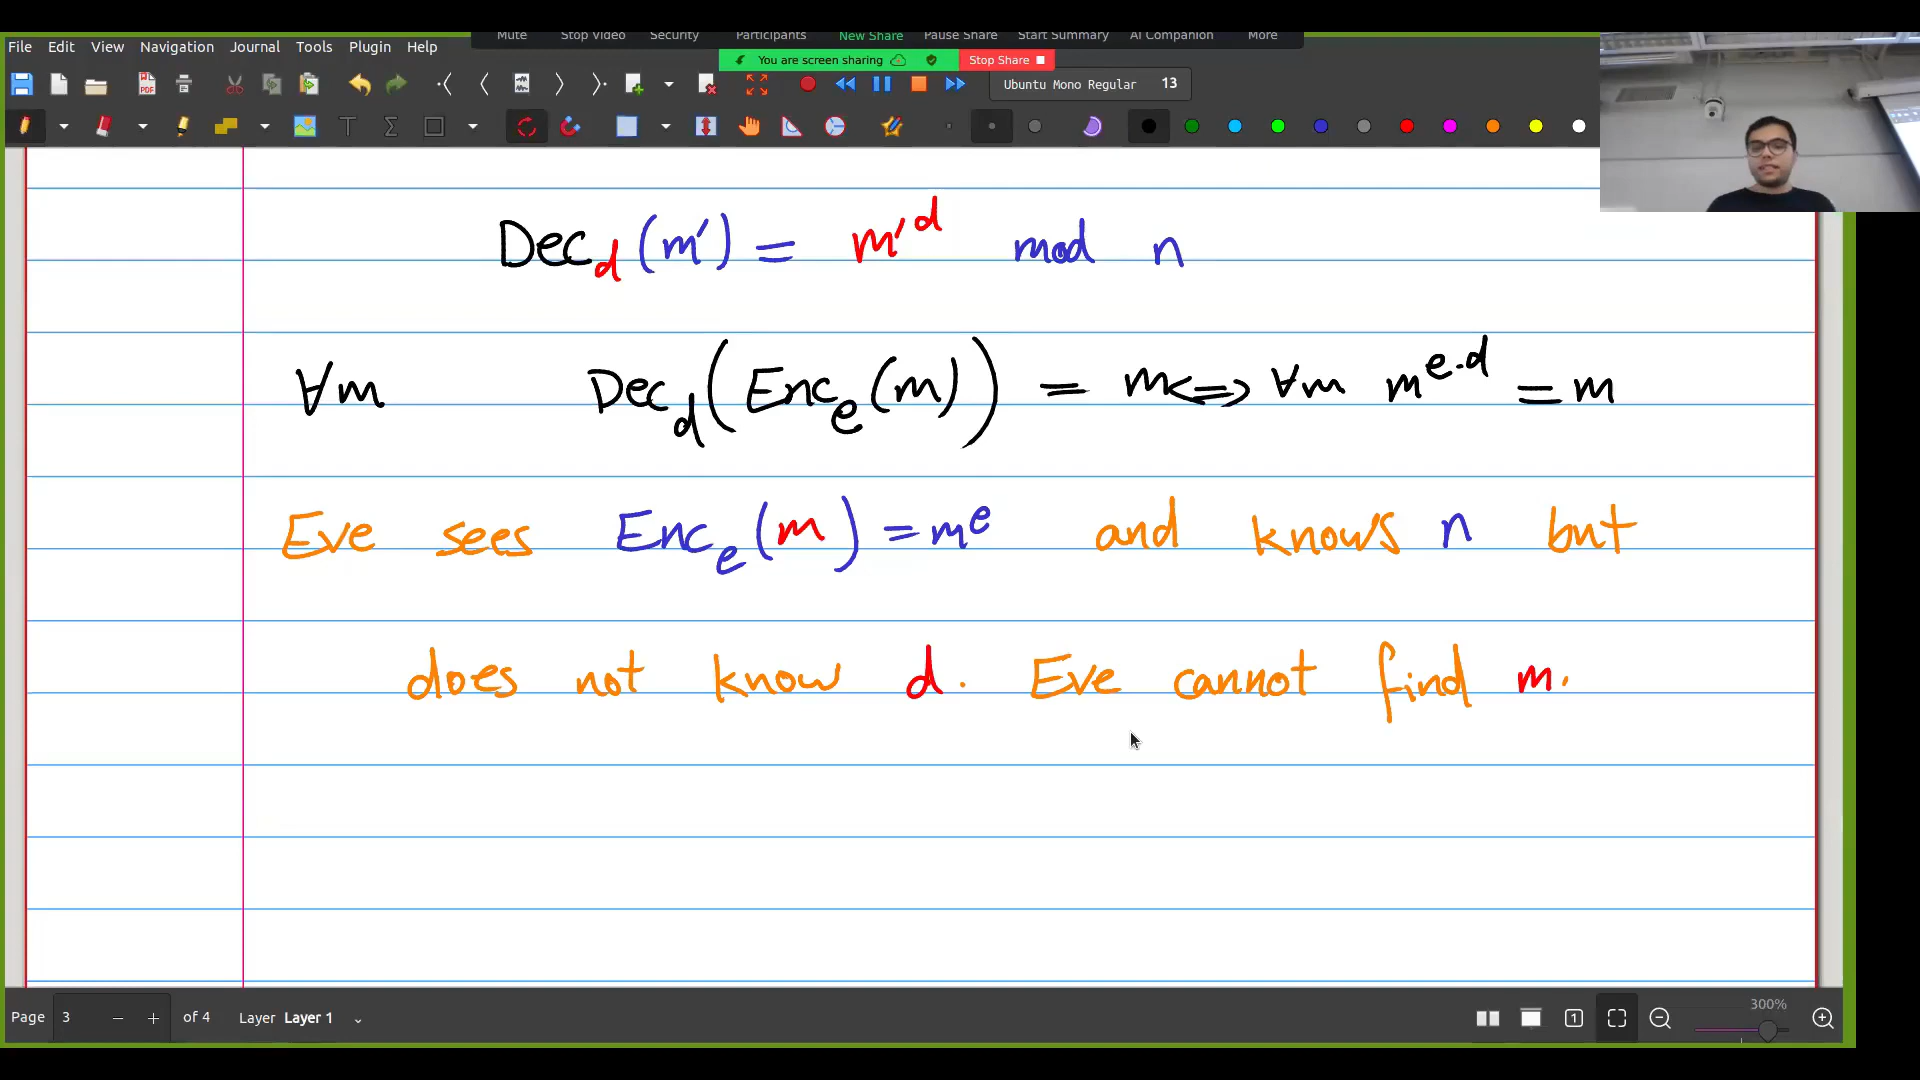 Mute Stop Video Security Participants New Share Pause Share Start Summary AI Companion More
File Edit View Navigation Journal Tools Plugin Help
You are screen sharing Stop Share
Ubuntu Mono Regular 13
Dec_d (m') = m'^d mod n
∀m Dec_d (Enc_e (m)) = m <=> ∀m m^{e.d} = m
Eve sees Enc_e (m) = m^e and knows n but
does not know d. Eve cannot find m.
Page 3 − + of 4 Layer Layer 1 300%